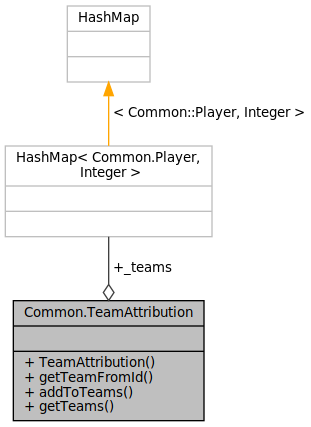 HashMap
< Common::Player, Integer >
HashMap< Common.Player,
Integer >
+_teams
Common.TeamAttribution
+ TeamAttribution()
+ getTeamFromId()
+ addToTeams()
+ getTeams()